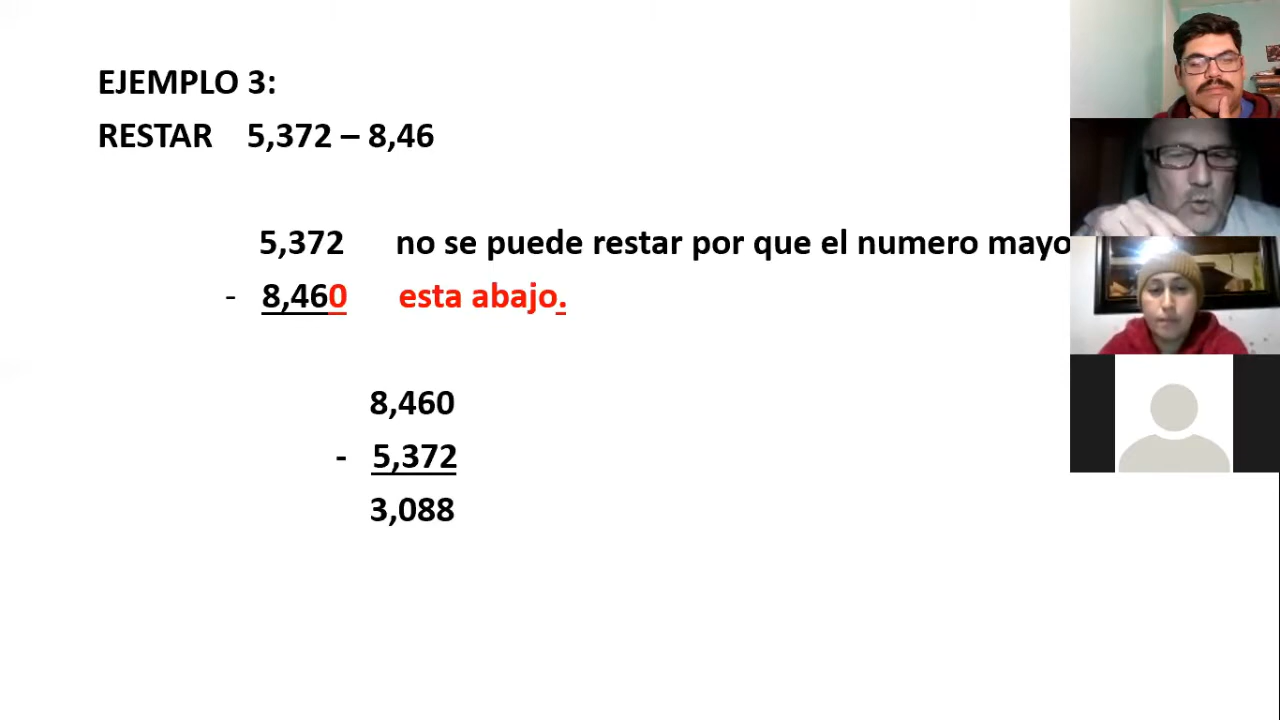 EJEMPLO 3:
RESTAR 5,372 – 8,46
5,372 no se puede restar por que el numero mayo
- 8,460 esta abajo.
8,460
- 5,372
3,088